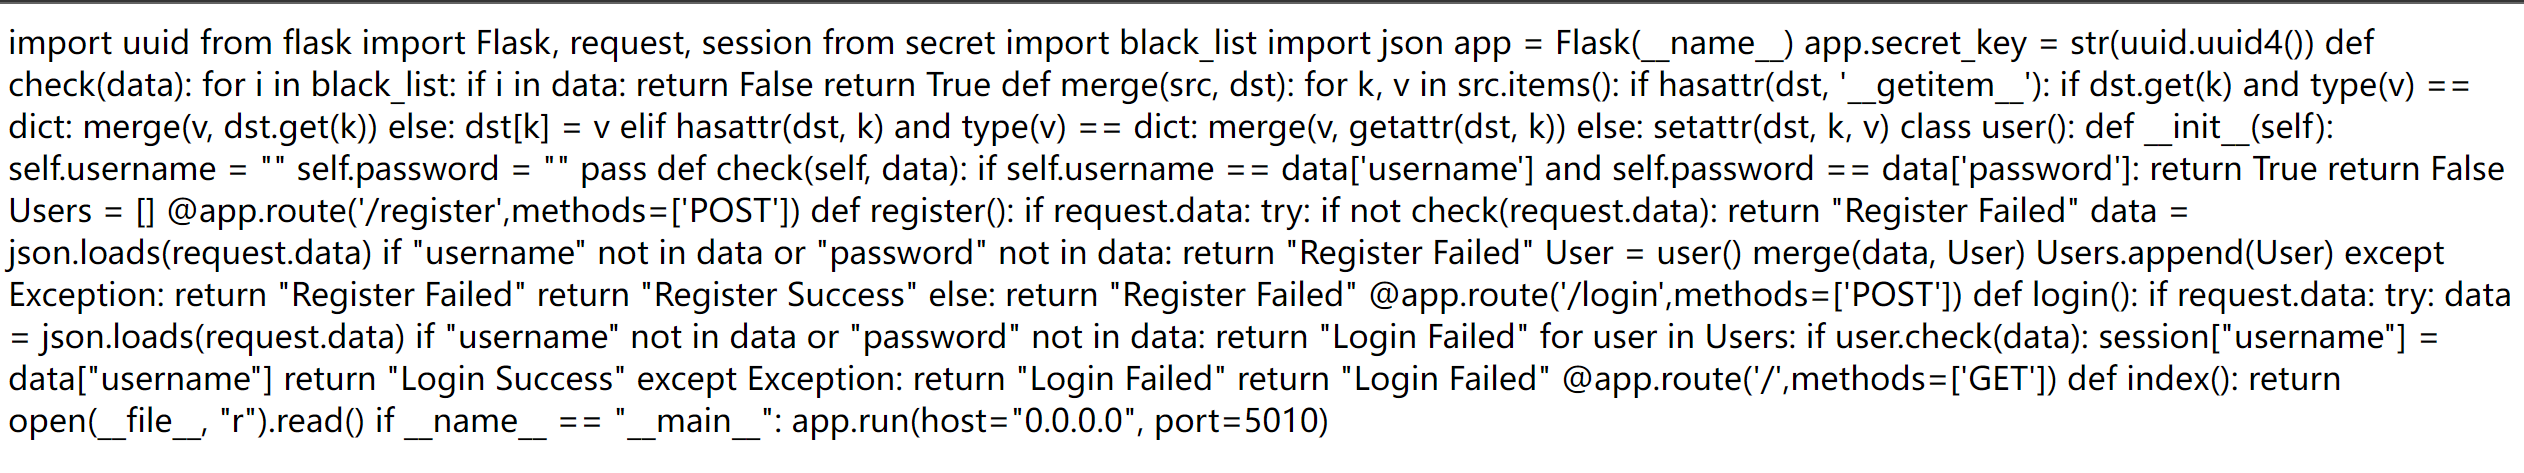 import uuid from flask import Flask, request, session from secret import black_list import json app = Flask(__name__) app.secret_key = str(uuid.uuid4()) def
check(data): for i in black_list: if i in data: return False return True def merge(src, dst): for k, v in src.items(): if hasattr(dst, '__getitem__'): if dst.get(k) and type(v) ==
dict: merge(v, dst.get(k)) else: dst[k] = v elif hasattr(dst, k) and type(v) == dict: merge(v, getattr(dst, k)) else: setattr(dst, k, v) class user(): def __init__(self):
self.username = "" self.password = "" pass def check(self, data): if self.username == data['username'] and self.password == data['password']: return True return False
Users = [] @app.route('/register',methods=['POST']) def register(): if request.data: try: if not check(request.data): return "Register Failed" data =
json.loads(request.data) if "username" not in data or "password" not in data: return "Register Failed" User = user() merge(data, User) Users.append(User) except
Exception: return "Register Failed" return "Register Success" else: return "Register Failed" @app.route('/login',methods=['POST']) def login(): if request.data: try: data
= json.loads(request.data) if "username" not in data or "password" not in data: return "Login Failed" for user in Users: if user.check(data): session["username"] =
data["username"] return "Login Success" except Exception: return "Login Failed" return "Login Failed" @app.route('/',methods=['GET']) def index(): return
open(__file__, "r").read() if __name__ == "__main__": app.run(host="0.0.0.0", port=5010)